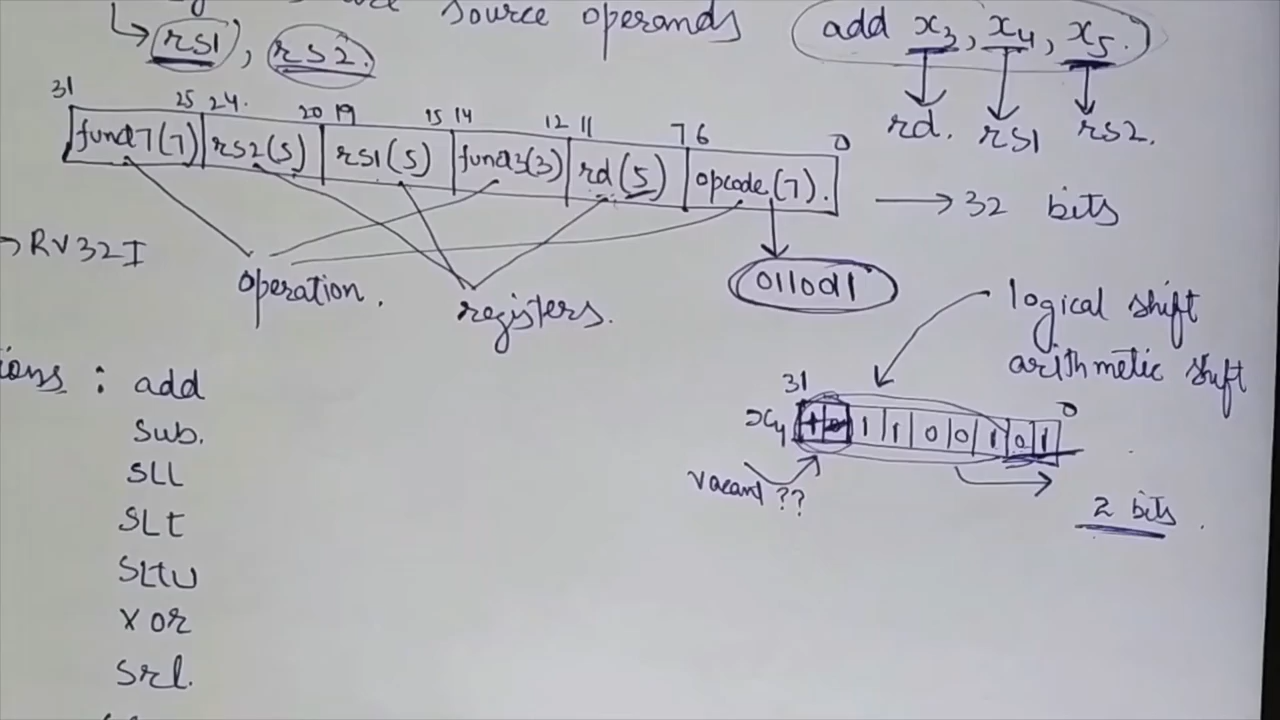 source operands
rs1, rs2.
add x3, x4, x5.
rd. rs1 rs2.
31 25 24. 20 19 15 14 12 11 7 6 0
funct7(7) rs2(5) rs1(5) funct3(3) rd(5) opcode(7).
→ 32 bits
→ RV32I
operation.
registers.
0110011
logical shift
arithmetic shift
: add
sub.
SLL
SLt
SLtU
xor
srl.
31 0
x4 1 0 1 1 0 0 1 0 1
vacant ??
2 bits.